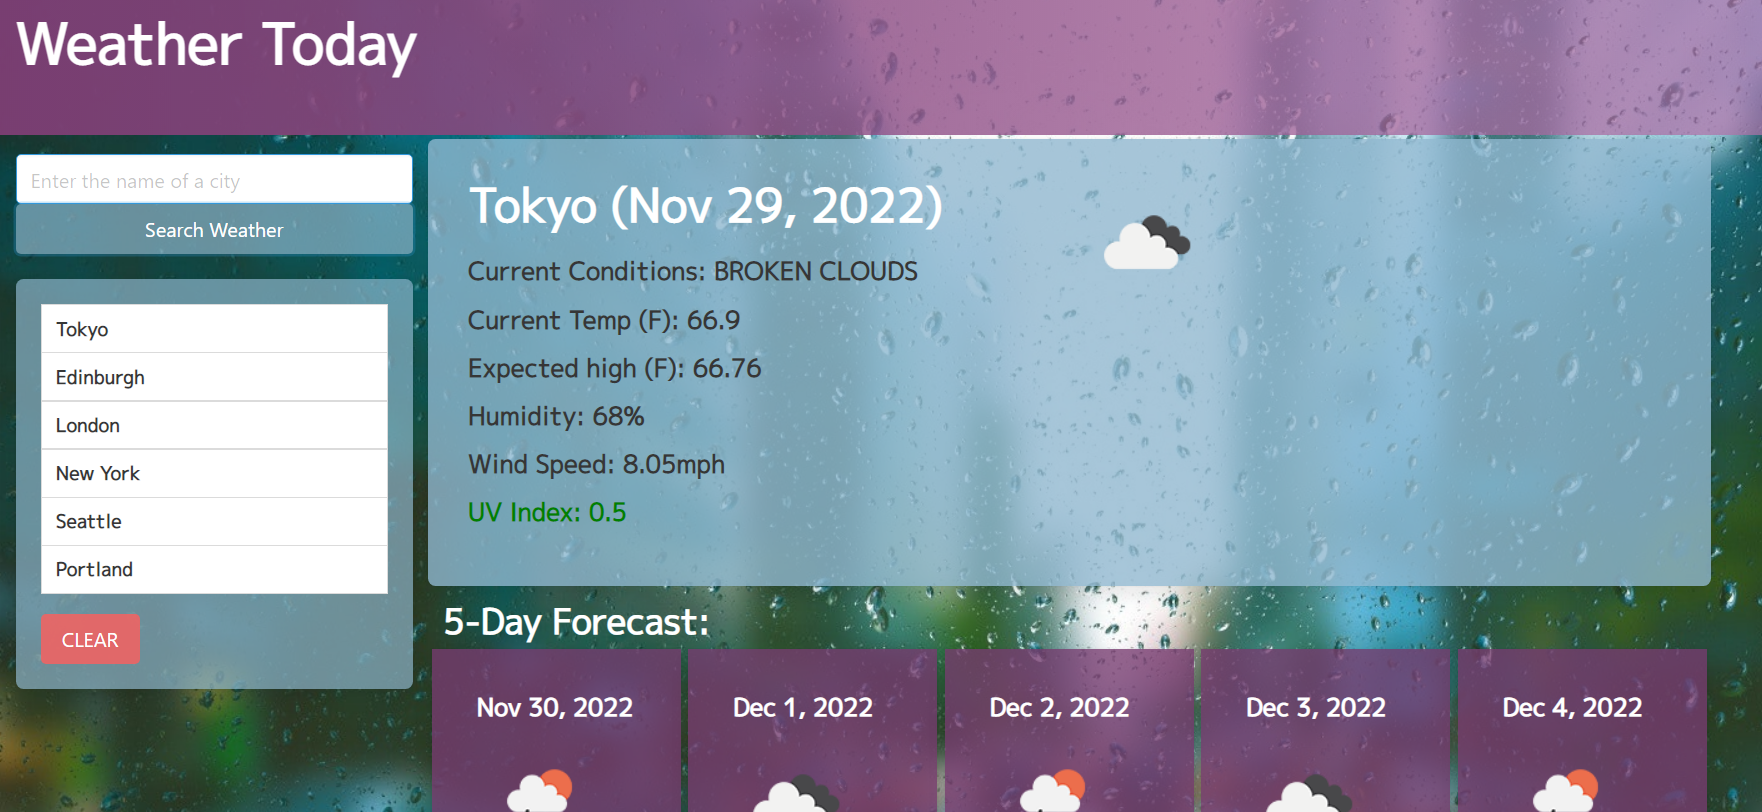 Weather Today
Enter the name of a city
Search Weather
Tokyo
Edinburgh
London
New York
Seattle
Portland
CLEAR
Tokyo (Nov 29, 2022)
Current Conditions: BROKEN CLOUDS
Current Temp (F): 66.9
Expected high (F): 66.76
Humidity: 68%
Wind Speed: 8.05mph
UV Index: 0.5
5-Day Forecast:
Nov 30, 2022
Dec 1, 2022
Dec 2, 2022
Dec 3, 2022
Dec 4, 2022